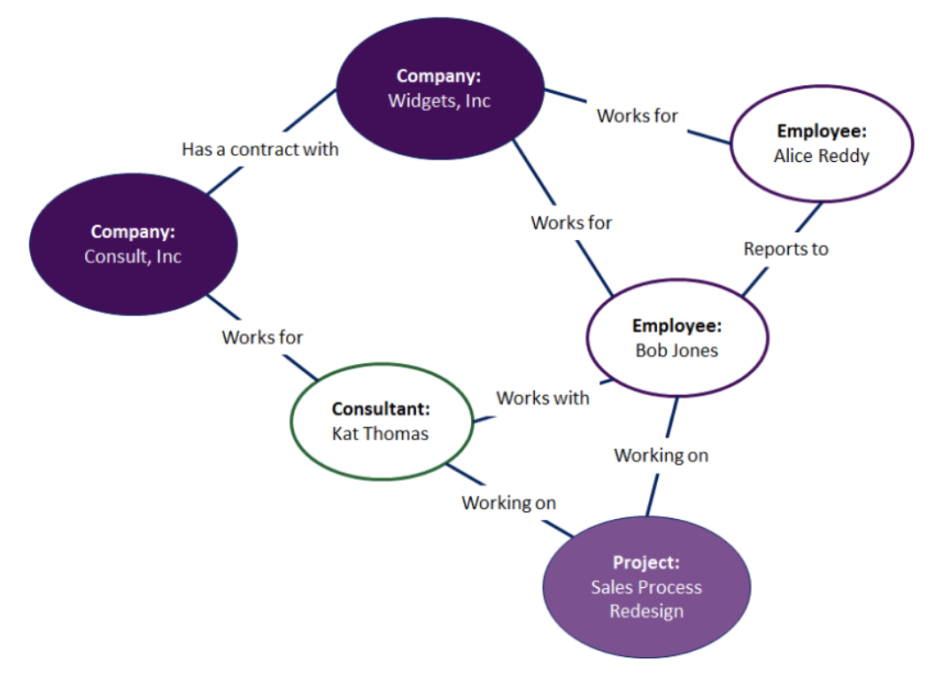 Company:
Widgets, Inc
Works for
Employee:
Alice Reddy
Has a contract with
Company:
Consult, Inc
Works for
Reports to
Employee:
Bob Jones
Works for
Consultant:
Kat Thomas
Works with
Working on
Working on
Project:
Sales Process
Redesign